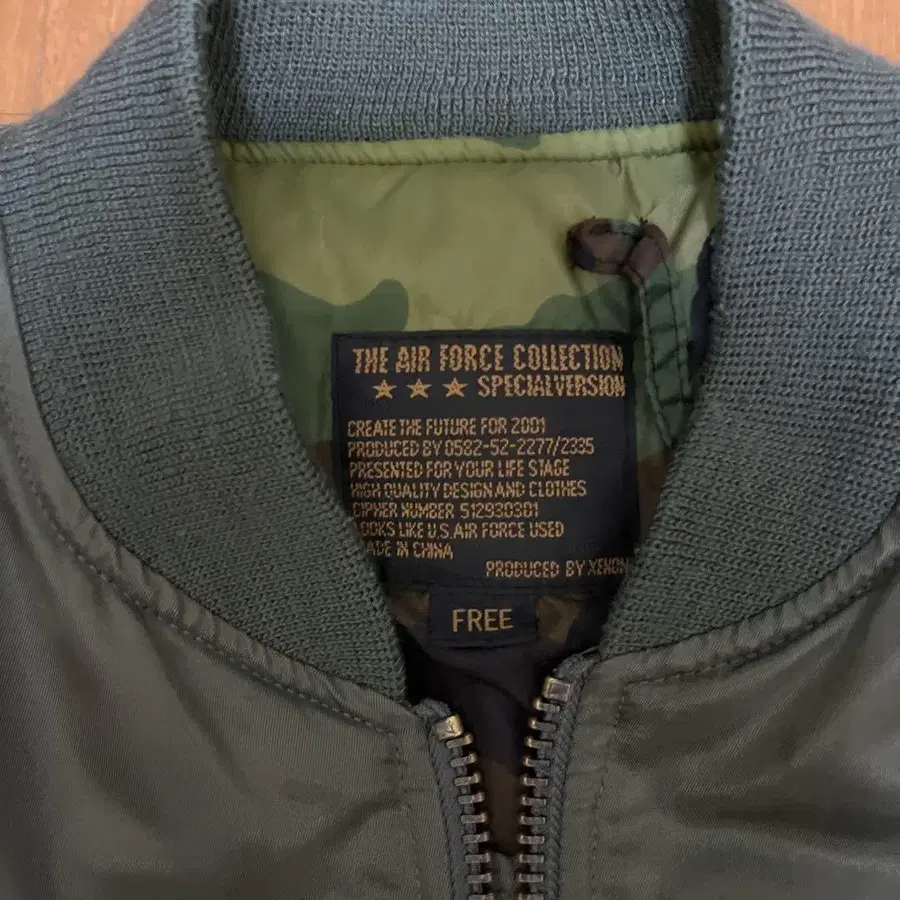 THE AIR FORCE COLLECTION
★ ★ ★ SPECIALVERSION
CREATE THE FUTURE FOR 2001
PRODUCED BY 0582-52-2277/2335
PRESENTED FOR YOUR LIFE STAGE
HIGH QUALITY DESIGN AND CLOTHES
CIPHER NUMBER 512930301
LOOKS LIKE U.S.AIR FORCE USED
MADE IN CHINA
PRODUCED BY XENON
FREE